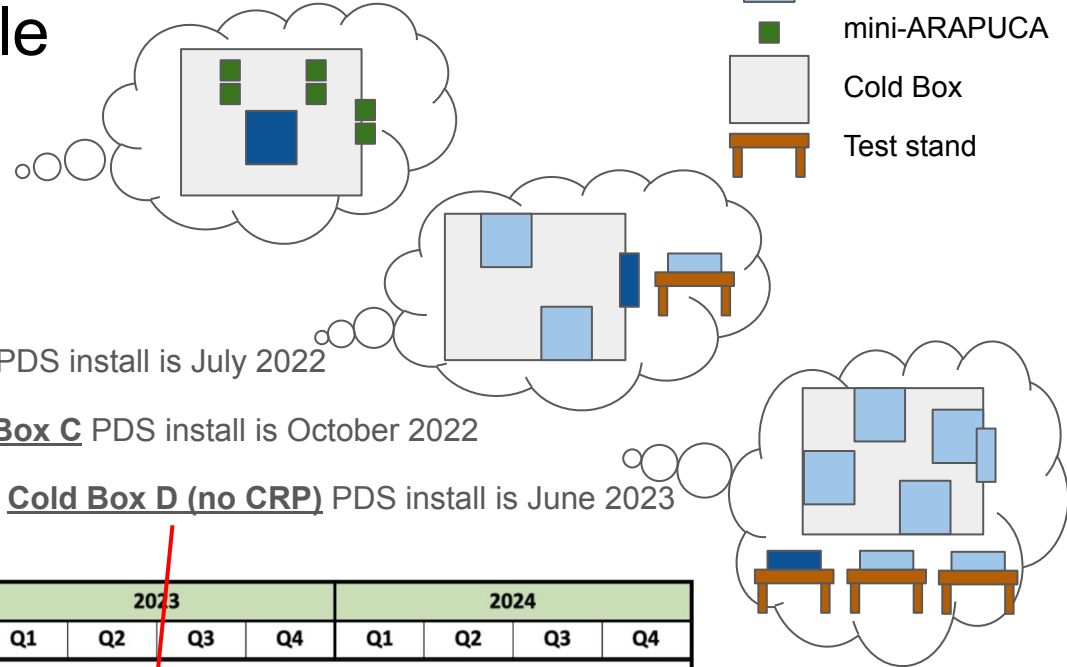 le
mini-ARAPUCA
Cold Box
Test stand
PDS install is July 2022
Box C PDS install is October 2022
Cold Box D (no CRP) PDS install is June 2023
2023 2024
Q1 Q2 Q3 Q4 Q1 Q2 Q3 Q4